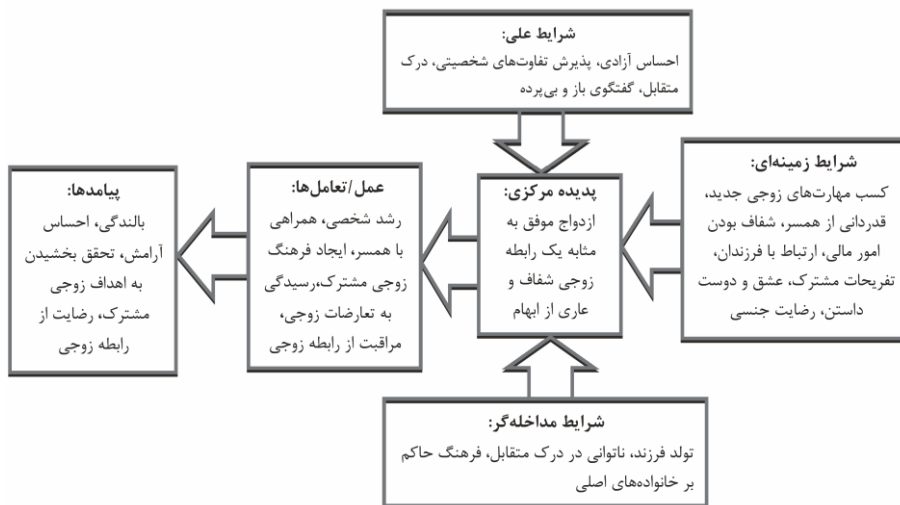 شرایط علی:
احساس آزادی، پذیرش تفاوت‌های شخصیتی، درک
متقابل، گفتگوی باز و بی‌پرده
شرایط زمینه‌ای:
کسب مهارت‌های زوجی جدید،
قدردانی از همسر، شفاف بودن
امور مالی، ارتباط با فرزندان،
تفریحات مشترک، عشق و دوست
داستن، رضایت جنسی
پدیده مرکزی:
ازدواج موفق به
مثابه یک رابطه
زوجی شفاف و
عاری از ابهام
عمل/تعامل‌ها:
رشد شخصی، همراهی
با همسر، ایجاد فرهنگ
زوجی مشترک،رسیدگی
به تعارضات زوجی،
مراقبت از رابطه زوجی
پیامدها:
بالندگی، احساس
آرامش، تحقق بخشیدن
به اهداف زوجی
مشترک، رضایت از
رابطه زوجی
شرایط مداخله‌گر:
تولد فرزند، ناتوانی در درک متقابل، فرهنگ حاکم
بر خانواده‌های اصلی